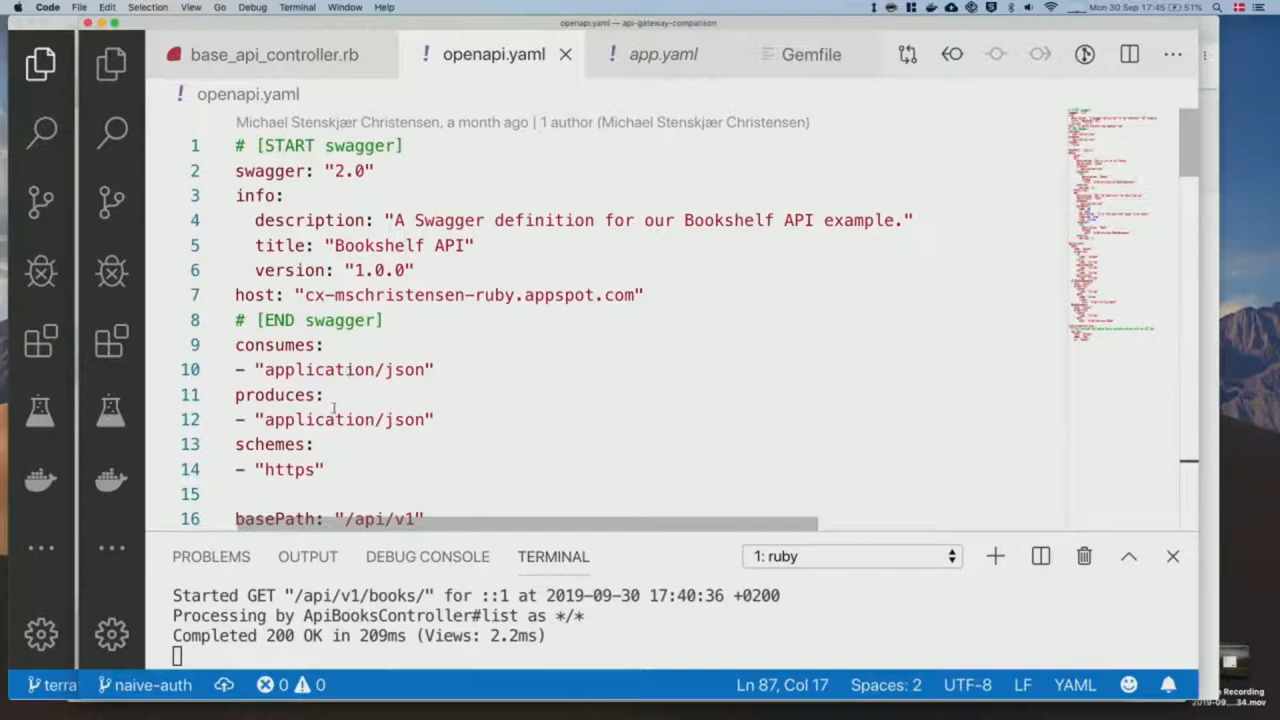 Code File Edit Selection View Go Debug Terminal Window Help Mon 30 Sep 17:45 51%
openapi.yaml — api-gateway-comparison
base_api_controller.rb ! openapi.yaml ! app.yaml Gemfile
! openapi.yaml
Michael Stenskjær Christensen, a month ago | 1 author (Michael Stenskjær Christensen)
1 # [START swagger]
2 swagger: "2.0"
3 info:
4 description: "A Swagger definition for our Bookshelf API example."
5 title: "Bookshelf API"
6 version: "1.0.0"
7 host: "cx-mschristensen-ruby.appspot.com"
8 # [END swagger]
9 consumes:
10 - "application/json"
11 produces:
12 - "application/json"
13 schemes:
14 - "https"
15
16 basePath: "/api/v1"
PROBLEMS OUTPUT DEBUG CONSOLE TERMINAL 1: ruby
Started GET "/api/v1/books/" for ::1 at 2019-09-30 17:40:36 +0200
Processing by ApiBooksController#list as */*
Completed 200 OK in 209ms (Views: 2.2ms)
terra naive-auth 0 0 Ln 87, Col 17 Spaces: 2 UTF-8 LF YAML
Recording
2019-09....34.mov